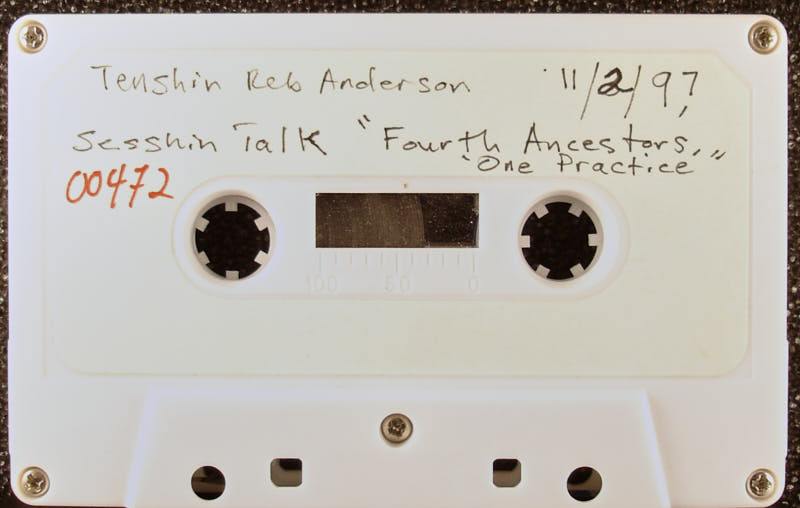 Tenshin Reb Anderson 11/2/97,
Sesshin Talk "Fourth Ancestors,"
"One Practice
00472
100 50 0